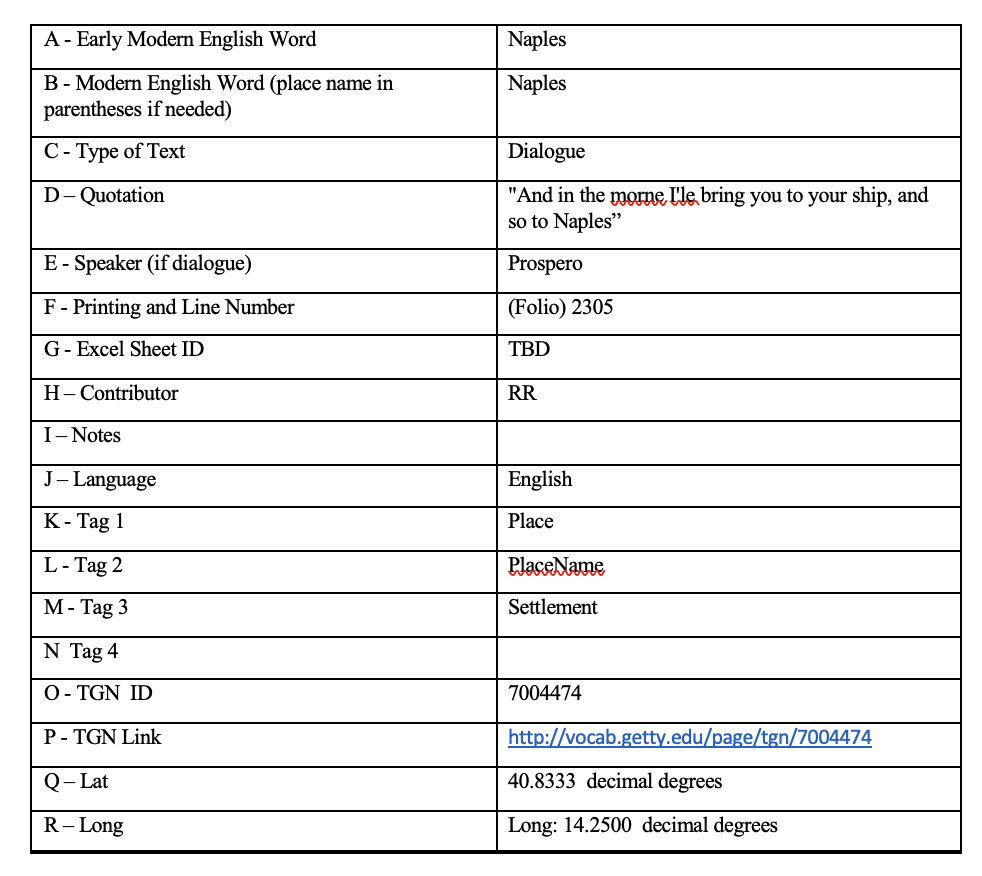 A - Early Modern English Word
Naples
B - Modern English Word (place name in
parentheses if needed)
Naples
C - Type of Text
Dialogue
D – Quotation
"And in the morne I'le bring you to your ship, and
so to Naples”
E - Speaker (if dialogue)
Prospero
F - Printing and Line Number
(Folio) 2305
G - Excel Sheet ID
TBD
H – Contributor
RR
I – Notes
J – Language
English
K - Tag 1
Place
L - Tag 2
PlaceName
M - Tag 3
Settlement
N  Tag 4
O - TGN  ID
7004474
P - TGN Link
http://vocab.getty.edu/page/tgn/7004474
Q – Lat
40.8333  decimal degrees
R – Long
Long: 14.2500  decimal degrees